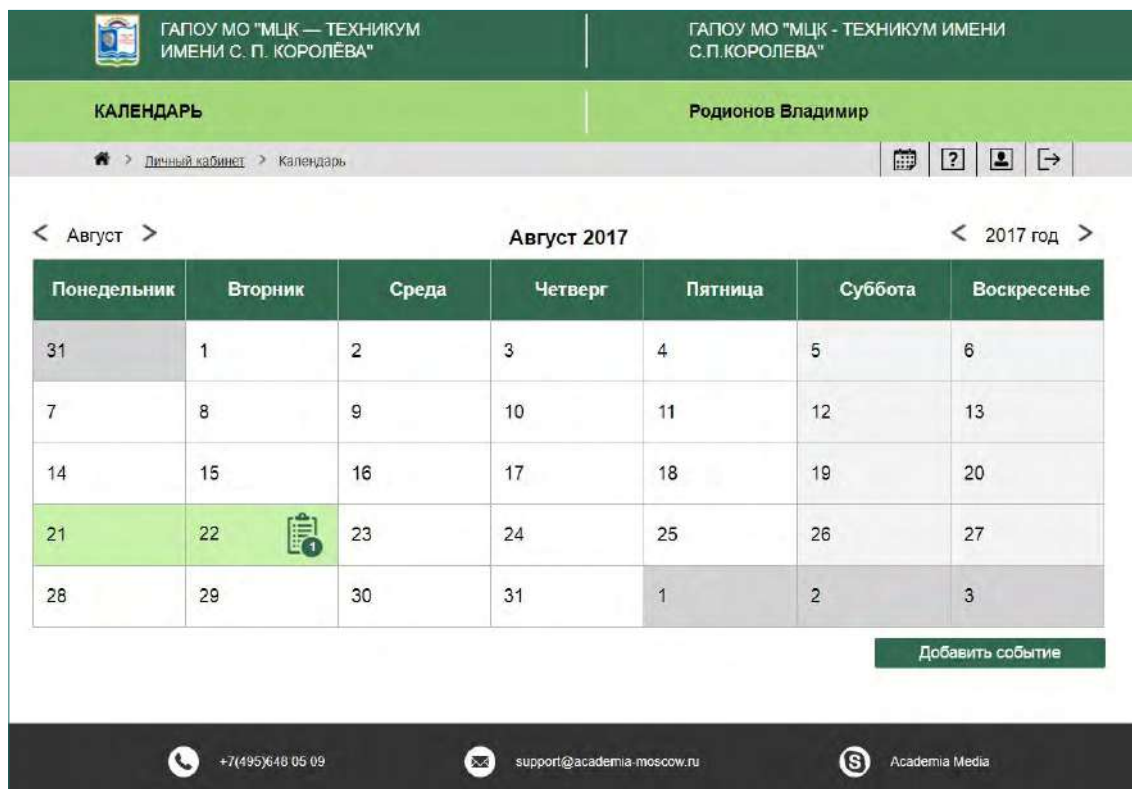 ГАПОУ МО "МЦК — ТЕХНИКУМ
ИМЕНИ С. П. КОРОЛЁВА"
ГАПОУ МО "МЦК - ТЕХНИКУМ ИМЕНИ
С.П.КОРОЛЕВА"
КАЛЕНДАРЬ
Родионов Владимир
> Личный кабинет > Календарь
?
< Август >
Август 2017
< 2017 год >
Понедельник Вторник Среда Четверг Пятница Суббота Воскресенье
31 1 2 3 4 5 6
7 8 9 10 11 12 13
14 15 16 17 18 19 20
21 22 1 23 24 25 26 27
28 29 30 31 1 2 3
Добавить событие
+7(495)648 05 09
support@academia-moscow.ru
S Academia Media